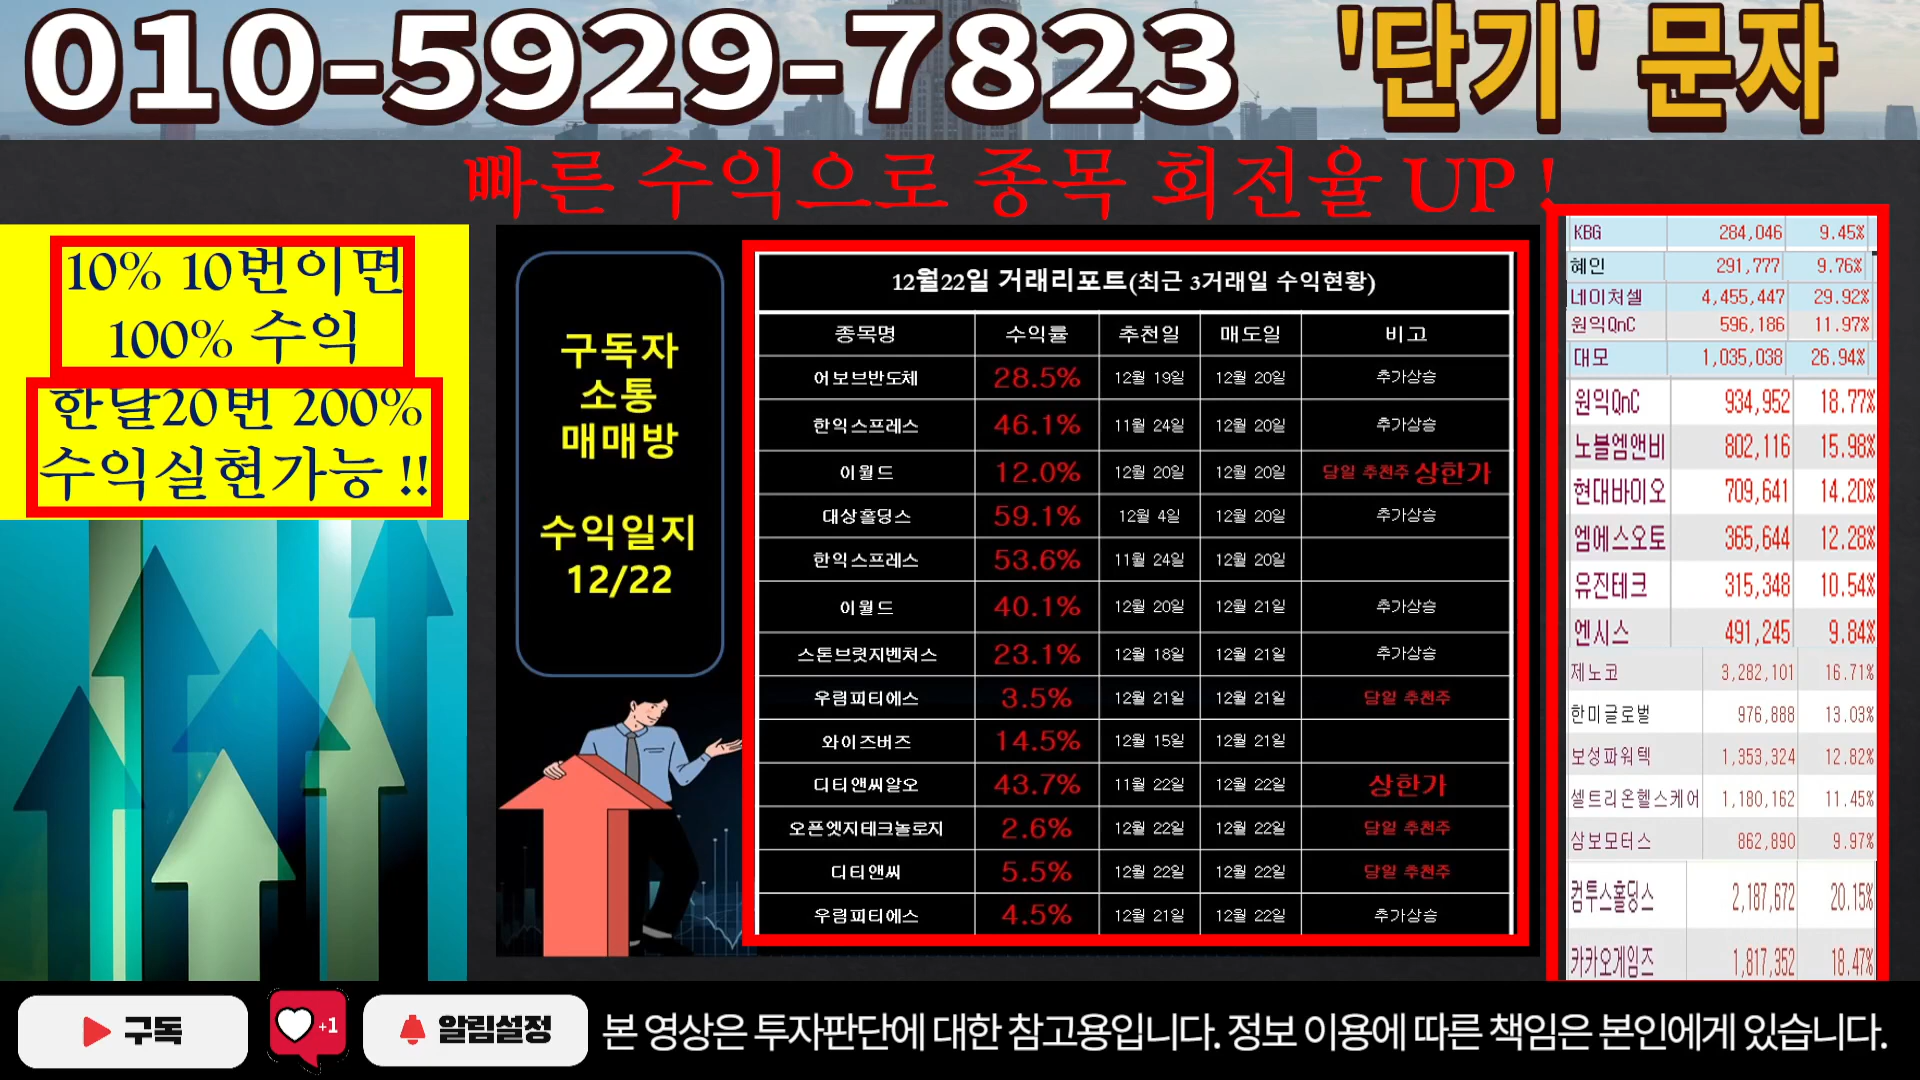 010-5929-7823 '단기' 문자
빠른 수익으로 종목 회전율 UP !
10% 10번이면
100% 수익
한달20번 200%
수익실현가능 !!
구독자
소통
매매방
수익일지
12/22
12월22일 거래리포트(최근 3거래일 수익현황)
종목명 수익률 추천일 매도일 비고
어보브반도체 28.5% 12월 19일 12월 20일 추가상승
한익스프레스 46.1% 11월 24일 12월 20일 추가상승
이월드 12.0% 12월 20일 12월 20일 당일 추천주 상한가
대상홀딩스 59.1% 12월 4일 12월 20일 추가상승
한익스프레스 53.6% 11월 24일 12월 20일
이월드 40.1% 12월 20일 12월 21일 추가상승
스톤브릿지벤처스 23.1% 12월 18일 12월 21일 추가상승
우림피티에스 3.5% 12월 21일 12월 21일 당일 추천주
와이즈버즈 14.5% 12월 15일 12월 21일
디티앤씨알오 43.7% 11월 22일 12월 22일 상한가
오픈엣지테크놀로지 2.6% 12월 22일 12월 22일 당일 추천주
디티앤씨 5.5% 12월 22일 12월 22일 당일 추천주
우림피티에스 4.5% 12월 21일 12월 22일 추가상승
KBG 284,046 9.45%
혜인 291,777 9.76%
네이처셀 4,455,447 29.92%
원익QnC 596,186 11.97%
대모 1,035,038 26.94%
원익QnC 934,952 18.77%
노블엠앤비 802,116 15.98%
현대바이오 709,641 14.20%
엠에스오토 365,644 12.28%
유진테크 315,348 10.54%
엔시스 491,245 9.84%
제노코 3,282,101 16.71%
한미글로벌 976,888 13.03%
보성파워텍 1,353,324 12.82%
셀트리온헬스케어 1,180,162 11.45%
삼보모터스 862,890 9.97%
컴투스홀딩스 2,187,672 20.15%
카카오게임즈 1,817,352 18.47%
구독 +1 알림설정 본 영상은 투자판단에 대한 참고용입니다. 정보 이용에 따른 책임은 본인에게 있습니다.